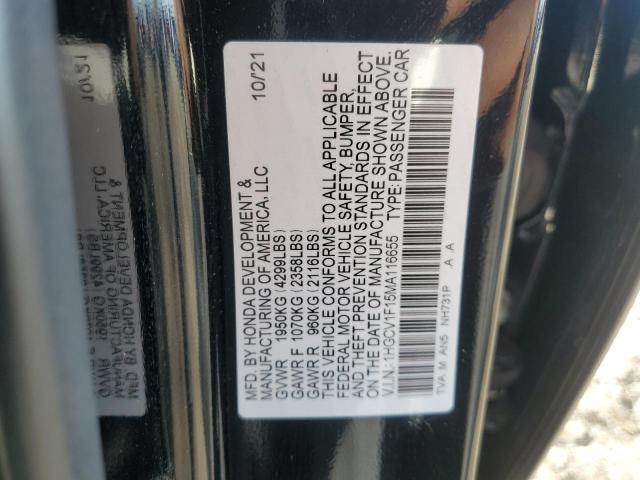 MFD. BY HONDA DEVELOPMENT & 10/21
MANUFACTURING OF AMERICA, LLC
GVWR 1950KG (4299LBS)
GAWR F 1070KG (2358LBS)
GAWR R 960KG (2116LBS)
THIS VEHICLE CONFORMS TO ALL APPLICABLE
FEDERAL MOTOR VEHICLE SAFETY, BUMPER,
AND THEFT PREVENTION STANDARDS IN EFFECT
ON THE DATE OF MANUFACTURE SHOWN ABOVE.
V.I.N.: 1HGCV1F15MA116655 TYPE: PASSENGER CAR
TVA M AN5 NH731P .A A